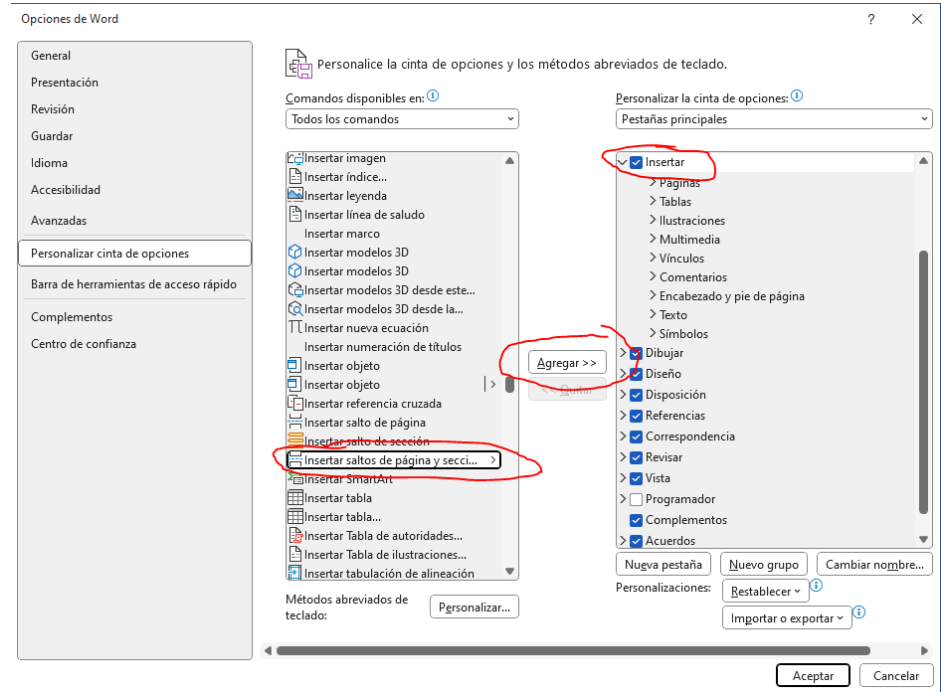 Opciones de Word
?
General
Presentación
Revisión
Guardar
Idioma
Accesibilidad
Avanzadas
Personalizar cinta de opciones
Barra de herramientas de acceso rápido
Complementos
Centro de confianza
Personalice la cinta de opciones y los métodos abreviados de teclado.
Comandos disponibles en:
Todos los comandos
Insertar imagen
Insertar índice...
Insertar leyenda
Insertar línea de saludo
Insertar marco
Insertar modelos 3D
Insertar modelos 3D
Insertar modelos 3D desde este...
Insertar modelos 3D desde la...
Insertar nueva ecuación
Insertar numeración de títulos
Insertar objeto
Insertar objeto
Insertar referencia cruzada
Insertar salto de página
Insertar salto de sección
Insertar saltos de página y secci...
Insertar SmartArt
Insertar tabla
Insertar tabla...
Insertar Tabla de autoridades...
Insertar Tabla de ilustraciones...
Insertar tabulación de alineación
Métodos abreviados de
teclado:
Personalizar...
Agregar >>
<< Quitar
Personalizar la cinta de opciones:
Pestañas principales
Insertar
Páginas
Tablas
Ilustraciones
Multimedia
Vínculos
Comentarios
Encabezado y pie de página
Texto
Símbolos
Dibujar
Diseño
Disposición
Referencias
Correspondencia
Revisar
Vista
Programador
Complementos
Acuerdos
Nueva pestaña
Nuevo grupo
Cambiar nombre...
Personalizaciones:
Restablecer
Importar o exportar
Aceptar
Cancelar